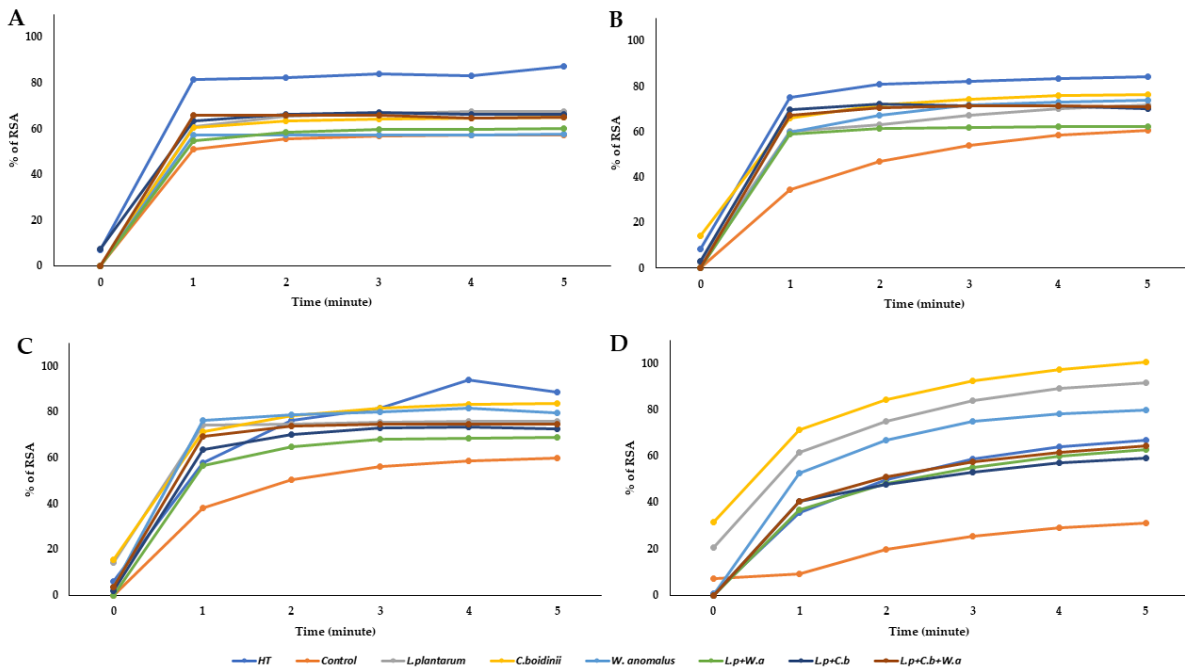 A
100
80
60
40
20
0
% of RSA
0 1 2 3 4 5
Time (minute)
B
100
80
60
40
20
0
% of RSA
0 1 2 3 4 5
Time (minute)
C
100
80
60
40
20
0
% of RSA
0 1 2 3 4 5
Time (minute)
D
100
80
60
40
20
0
% of RSA
0 1 2 3 4 5
Time (minute)
HT Control L.plantarum C.boidinii W. anomalus L.p+W.a L.p+C.b L.p+C.b+W.a